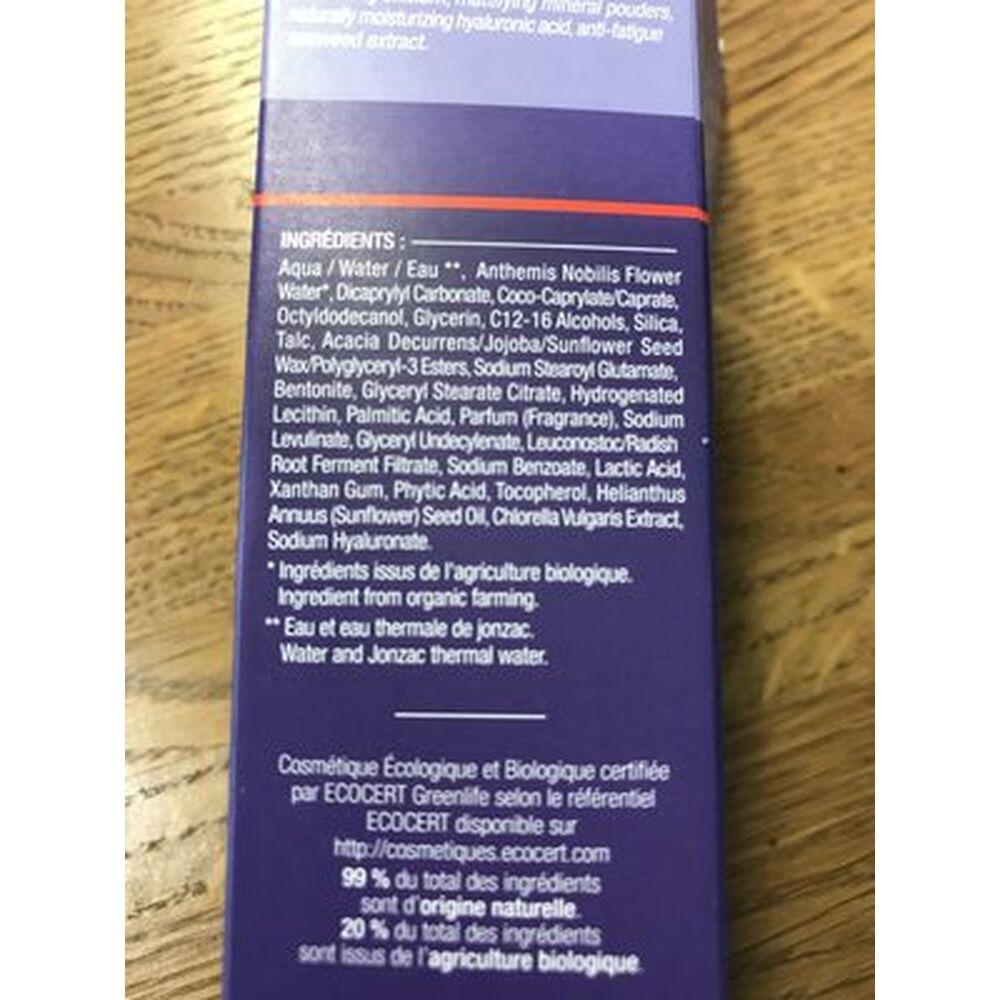 mattifying mineral powders,
naturally moisturizing hyaluronic acid, anti-fatigue
seaweed extract.
INGRÉDIENTS :
Aqua / Water / Eau **, Anthemis Nobilis Flower
Water*, Dicaprylyl Carbonate, Coco-Caprylate/Caprate,
Octyldodecanol, Glycerin, C12-16 Alcohols, Silica,
Talc, Acacia Decurrens/Jojoba/Sunflower Seed
Wax/Polyglyceryl-3 Esters, Sodium Stearoyl Glutamate,
Bentonite, Glyceryl Stearate Citrate, Hydrogenated
Lecithin, Palmitic Acid, Parfum (Fragrance), Sodium
Levulinate, Glyceryl Undecylenate, Leuconostoc/Radish
Root Ferment Filtrate, Sodium Benzoate, Lactic Acid,
Xanthan Gum, Phytic Acid, Tocopherol, Helianthus
Annuus (Sunflower) Seed Oil, Chlorella Vulgaris Extract,
Sodium Hyaluronate.
* Ingrédients issus de l'agriculture biologique.
Ingredient from organic farming.
** Eau et eau thermale de jonzac.
Water and Jonzac thermal water.
Cosmétique Écologique et Biologique certifiée
par ECOCERT Greenlife selon le référentiel
ECOCERT disponible sur
http://cosmetiques.ecocert.com
99 % du total des ingrédients
sont d'origine naturelle.
20 % du total des ingrédients
sont issus de l'agriculture biologique.